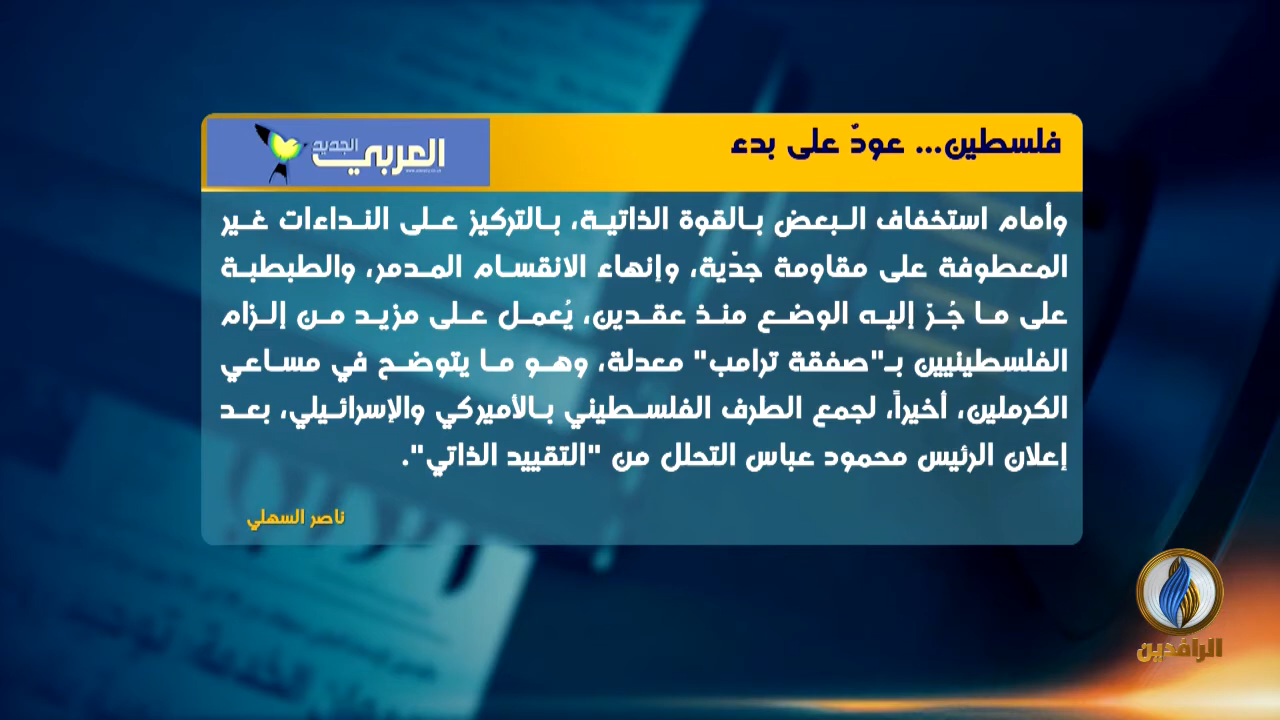 فلسطين... عودٌ على بدء
العربي الجديد
وأمام استخفاف البعض بالقوة الذاتية، بالتركيز على النداءات غير
المعطوفة على مقاومة جدّية، وإنهاء الانقسام المدمر، والطبطبة
على ما جُرّ إليه الوضع منذ عقدين، يُعمل على مزيد من إلزام
الفلسطينيين بـ"صفقة ترامب" معدلة، وهو ما يتوضح في مساعي
الكرملين، أخيراً، لجمع الطرف الفلسطيني بالأميركي والإسرائيلي، بعد
إعلان الرئيس محمود عباس التحلل من "التقييد الذاتي".
ناصر السهلي
الرافدين